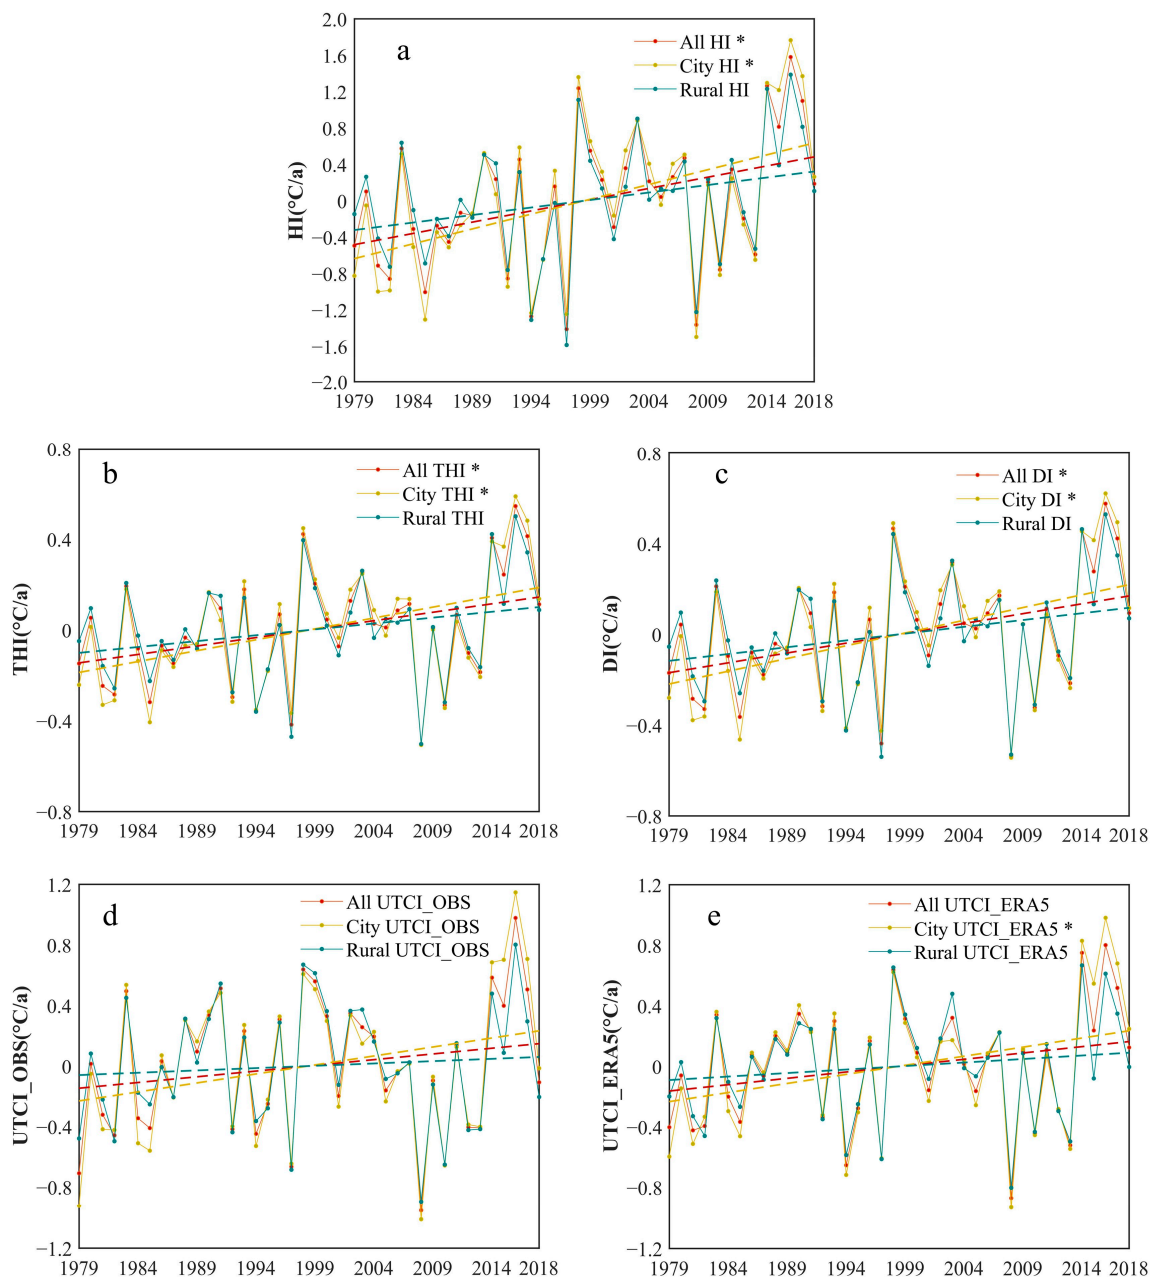 a
All HI *
City HI *
Rural HI
HI(°C/a)
2.0
1.6
1.2
0.8
0.4
0
−0.4
−0.8
−1.2
−1.6
−2.0
1979 1984 1989 1994 1999 2004 2009 2014 2018
b
All THI *
City THI *
Rural THI
THI(°C/a)
0.8
0.4
0
−0.4
−0.8
1979 1984 1989 1994 1999 2004 2009 2014 2018
c
All DI *
City DI *
Rural DI
DI(°C/a)
0.8
0.4
0
−0.4
−0.8
1979 1984 1989 1994 1999 2004 2009 2014 2018
d
All UTCI_OBS
City UTCI_OBS
Rural UTCI_OBS
UTCI_OBS(°C/a)
1.2
0.8
0.4
0
−0.4
−0.8
−1.2
1979 1984 1989 1994 1999 2004 2009 2014 2018
e
All UTCI_ERA5
City UTCI_ERA5 *
Rural UTCI_ERA5
UTCI_ERA5(°C/a)
1.2
0.8
0.4
0
−0.4
−0.8
−1.2
1979 1984 1989 1994 1999 2004 2009 2014 2018